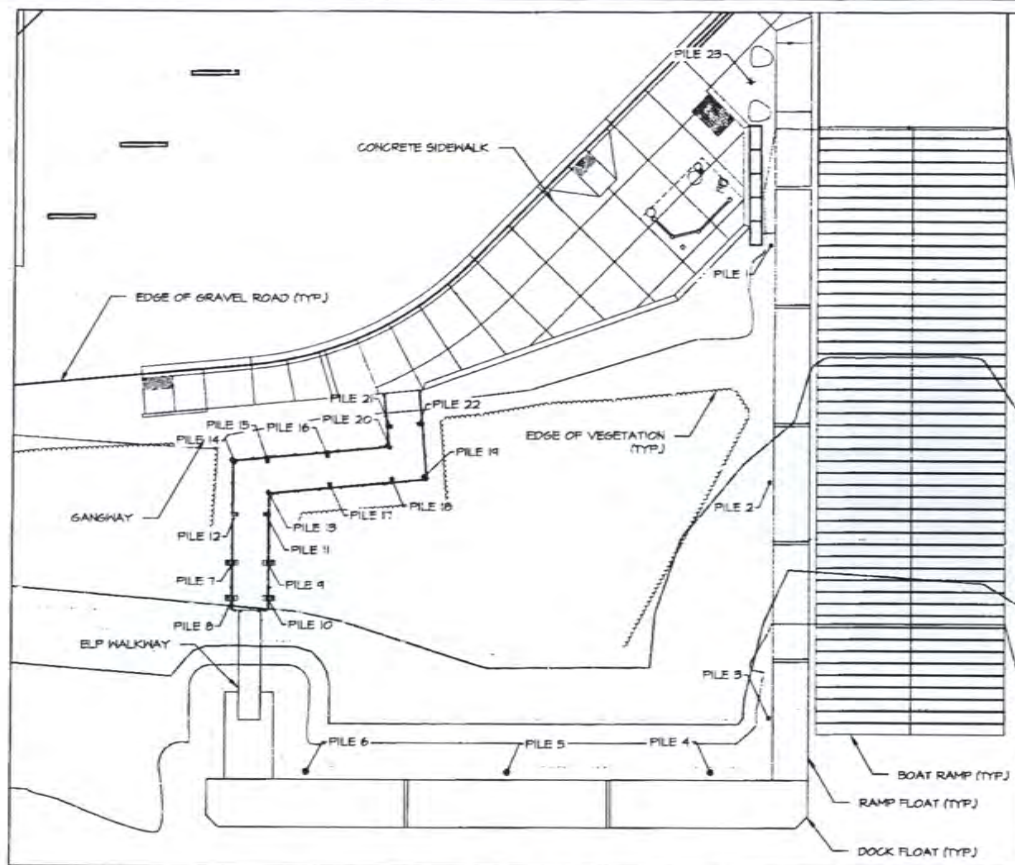 PILE 23
CONCRETE SIDEWALK
PILE 1
EDGE OF GRAVEL ROAD (TYP.)
PILE 21
PILE 22
PILE 15
PILE 16
PILE 20
PILE 14
EDGE OF VEGETATION
(TYP.)
PILE 19
GANGWAY
PILE 18
PILE 17
PILE 13
PILE 12
PILE 11
PILE 2
PILE 7
PILE 9
PILE 8
PILE 10
ELP WALKWAY
PILE 3
PILE 6
PILE 5
PILE 4
BOAT RAMP (TYP.)
RAMP FLOAT (TYP.)
DOCK FLOAT (TYP.)